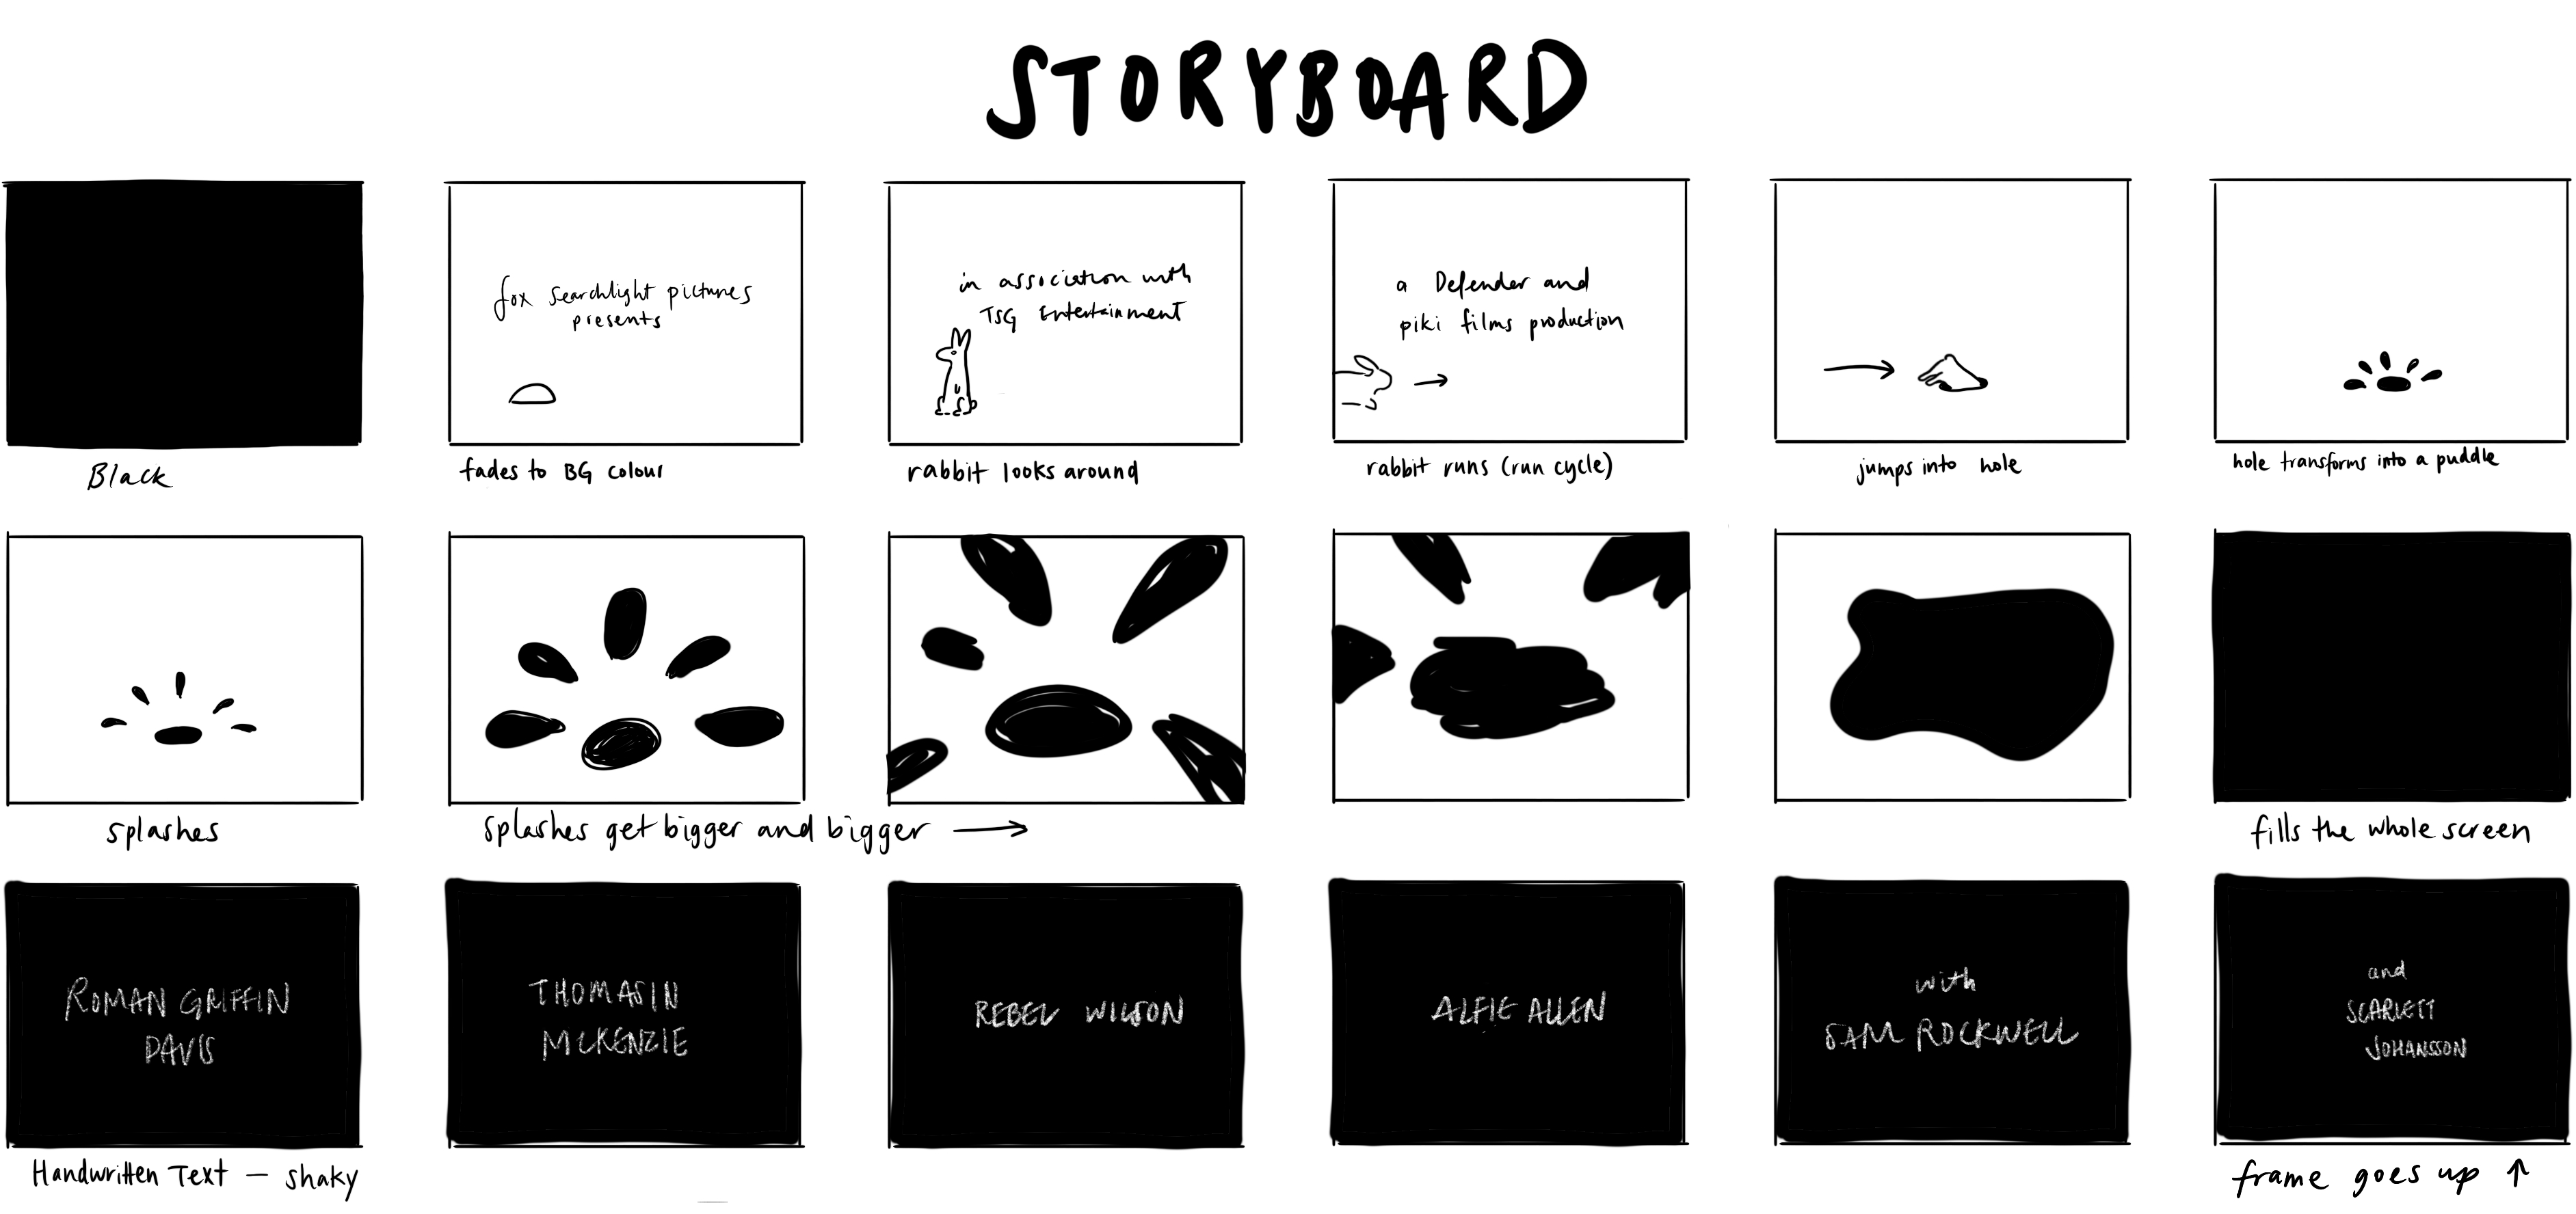 STORYBOARD
fox searchlight pictures
presents
in association with
TSG Entertainment
a Defender and
piki films production
Black
fades to BG colour
rabbit looks around
rabbit runs (run cycle)
jumps into hole
hole transforms into a puddle
splashes
splashes get bigger and bigger
fills the whole screen
ROMAN GRIFFIN
DAVIS
THOMASIN
MCKENZIE
REBEL WILSON
ALFIE ALLEN
with
SAM ROCKWELL
and
SCARLETT
JOHANSSON
Handwritten Text — shaky
frame goes up ↑